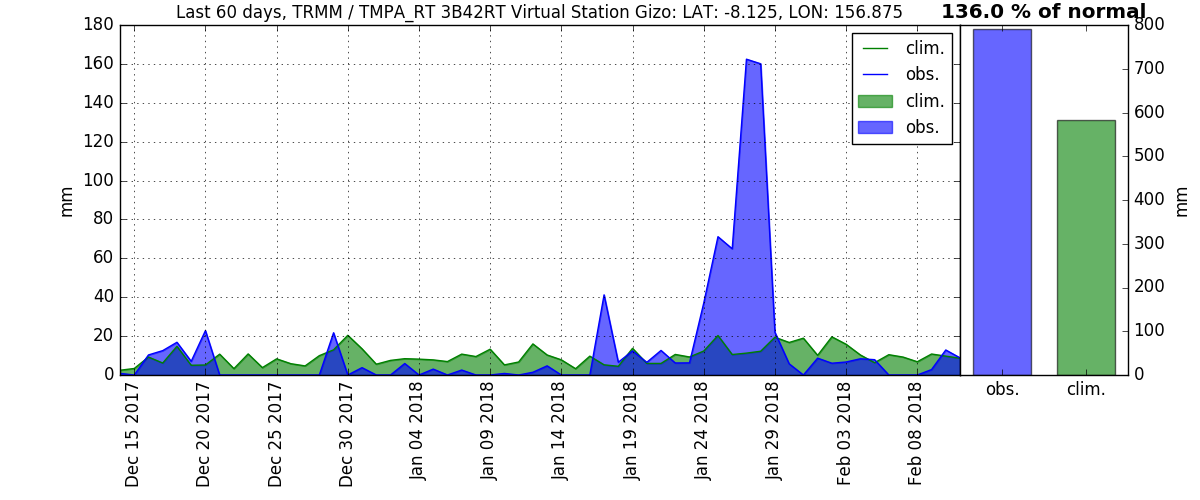 Last 60 days, TRMM / TMPA_RT 3B42RT Virtual Station Gizo: LAT: -8.125, LON: 156.875
136.0 % of normal
180
160
140
120
100
80
60
40
20
0
mm
clim.
obs.
clim.
obs.
800
700
600
500
400
300
200
100
0
mm
Dec 15 2017
Dec 20 2017
Dec 25 2017
Dec 30 2017
Jan 04 2018
Jan 09 2018
Jan 14 2018
Jan 19 2018
Jan 24 2018
Jan 29 2018
Feb 03 2018
Feb 08 2018
obs.
clim.